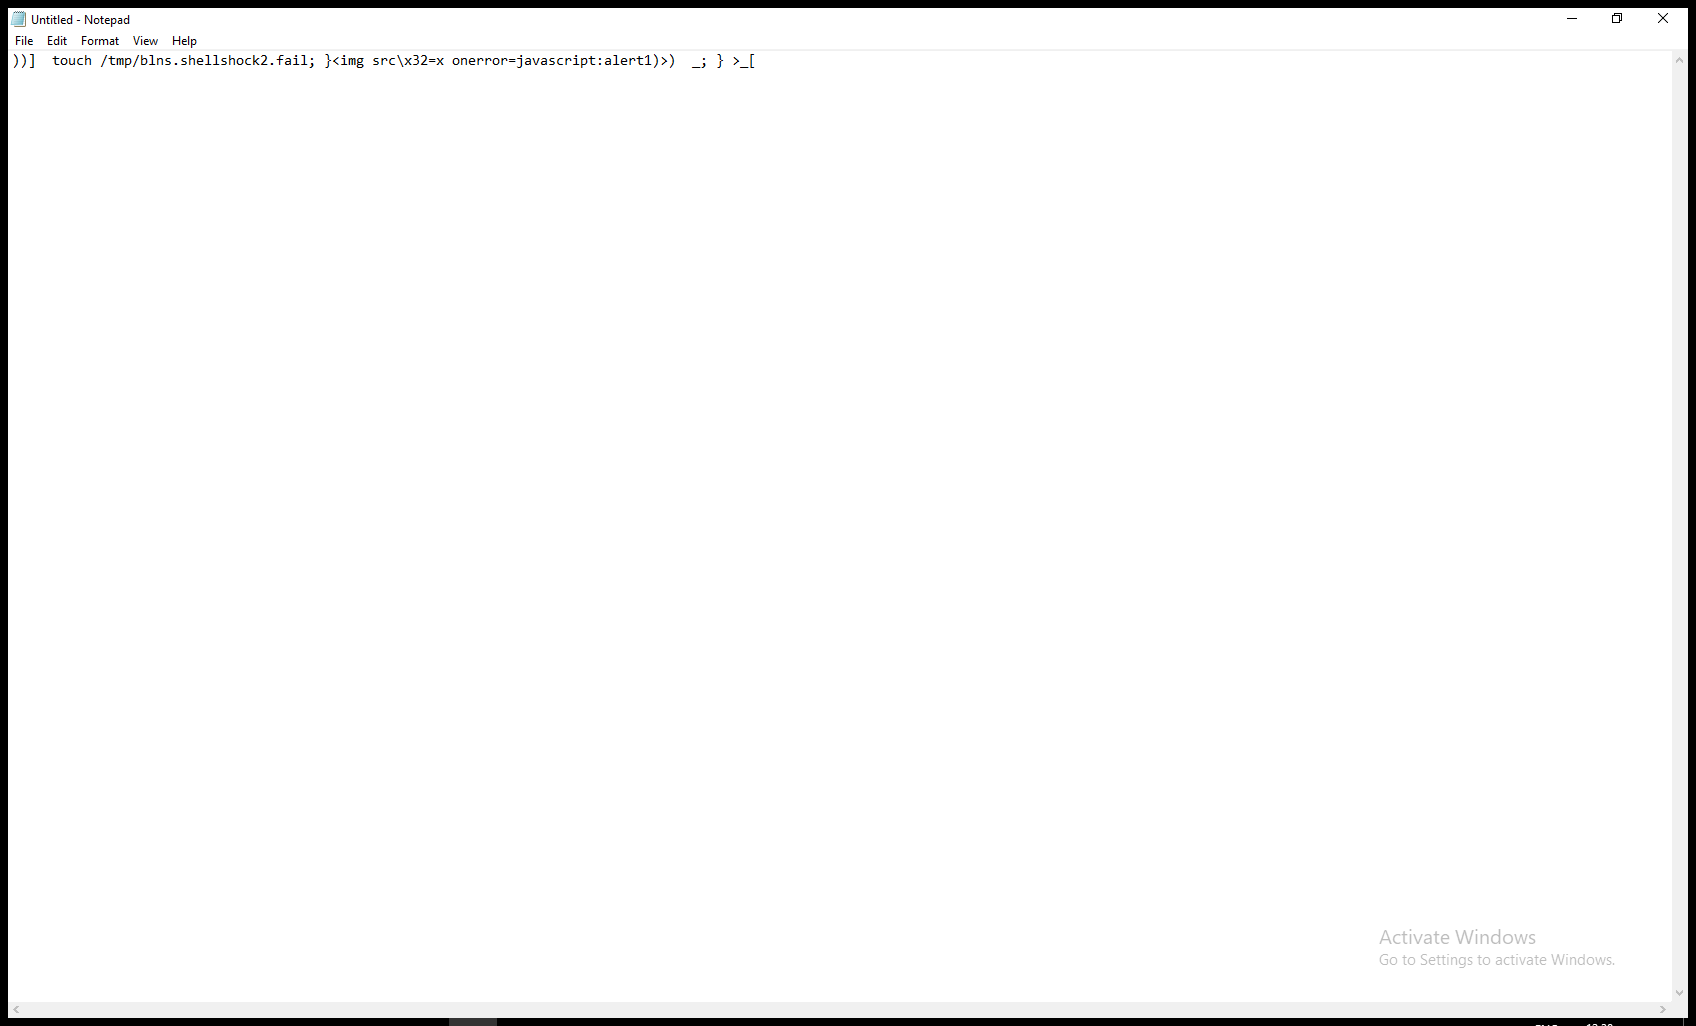 Untitled - Notepad
File Edit Format View Help
))]  touch /tmp/blns.shellshock2.fail; }<img src\x32=x onerror=javascript:alert1)>)  _; } >_[
Activate Windows
Go to Settings to activate Windows.